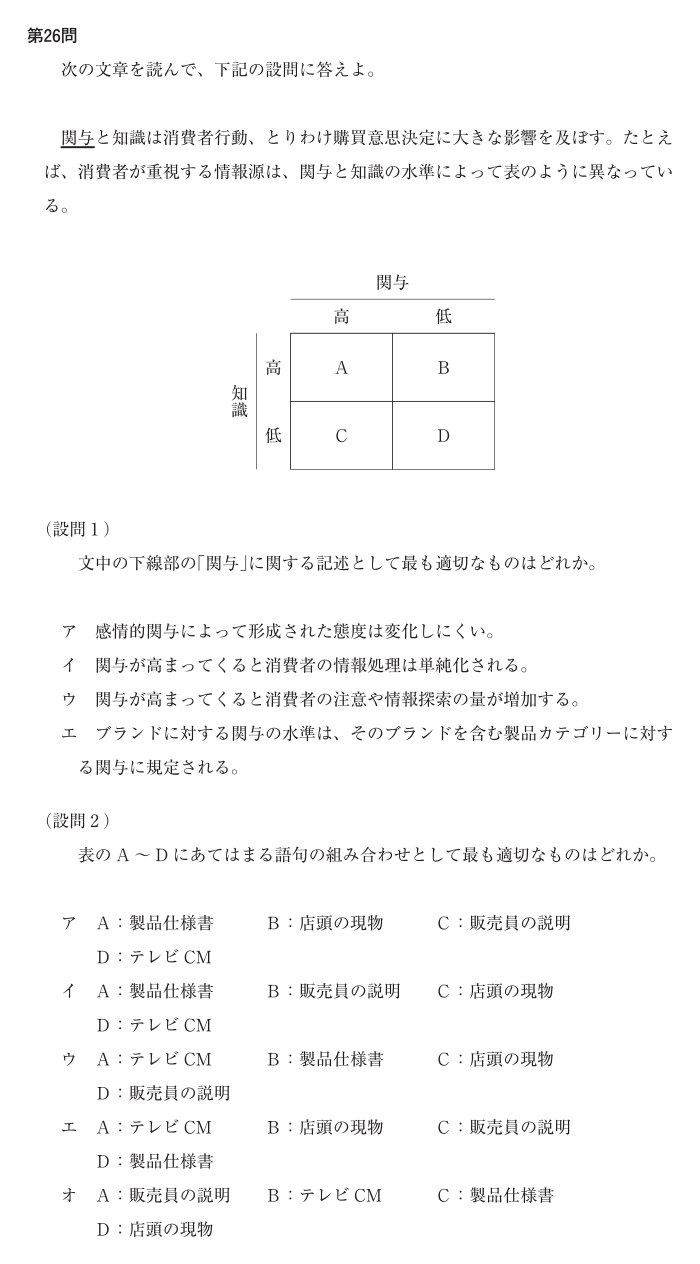 第26問
次の文章を読んで、下記の設問に答えよ。
関与と知識は消費者行動、とりわけ購買意思決定に大きな影響を及ぼす。たとえ
ば、消費者が重視する情報源は、関与と知識の水準によって表のように異なってい
る。
関与
高 低
知識
高 A B
低 C D
(設問1)
文中の下線部の「関与」に関する記述として最も適切なものはどれか。
ア 感情的関与によって形成された態度は変化しにくい。
イ 関与が高まってくると消費者の情報処理は単純化される。
ウ 関与が高まってくると消費者の注意や情報探索の量が増加する。
エ ブランドに対する関与の水準は、そのブランドを含む製品カテゴリーに対す
る関与に規定される。
(設問2)
表の A ~ D にあてはまる語句の組み合わせとして最も適切なものはどれか。
ア A:製品仕様書 B:店頭の現物 C:販売員の説明
D:テレビ CM
イ A:製品仕様書 B:販売員の説明 C:店頭の現物
D:テレビ CM
ウ A:テレビ CM B:製品仕様書 C:店頭の現物
D:販売員の説明
エ A:テレビ CM B:店頭の現物 C:販売員の説明
D:製品仕様書
オ A:販売員の説明 B:テレビ CM C:製品仕様書
D:店頭の現物